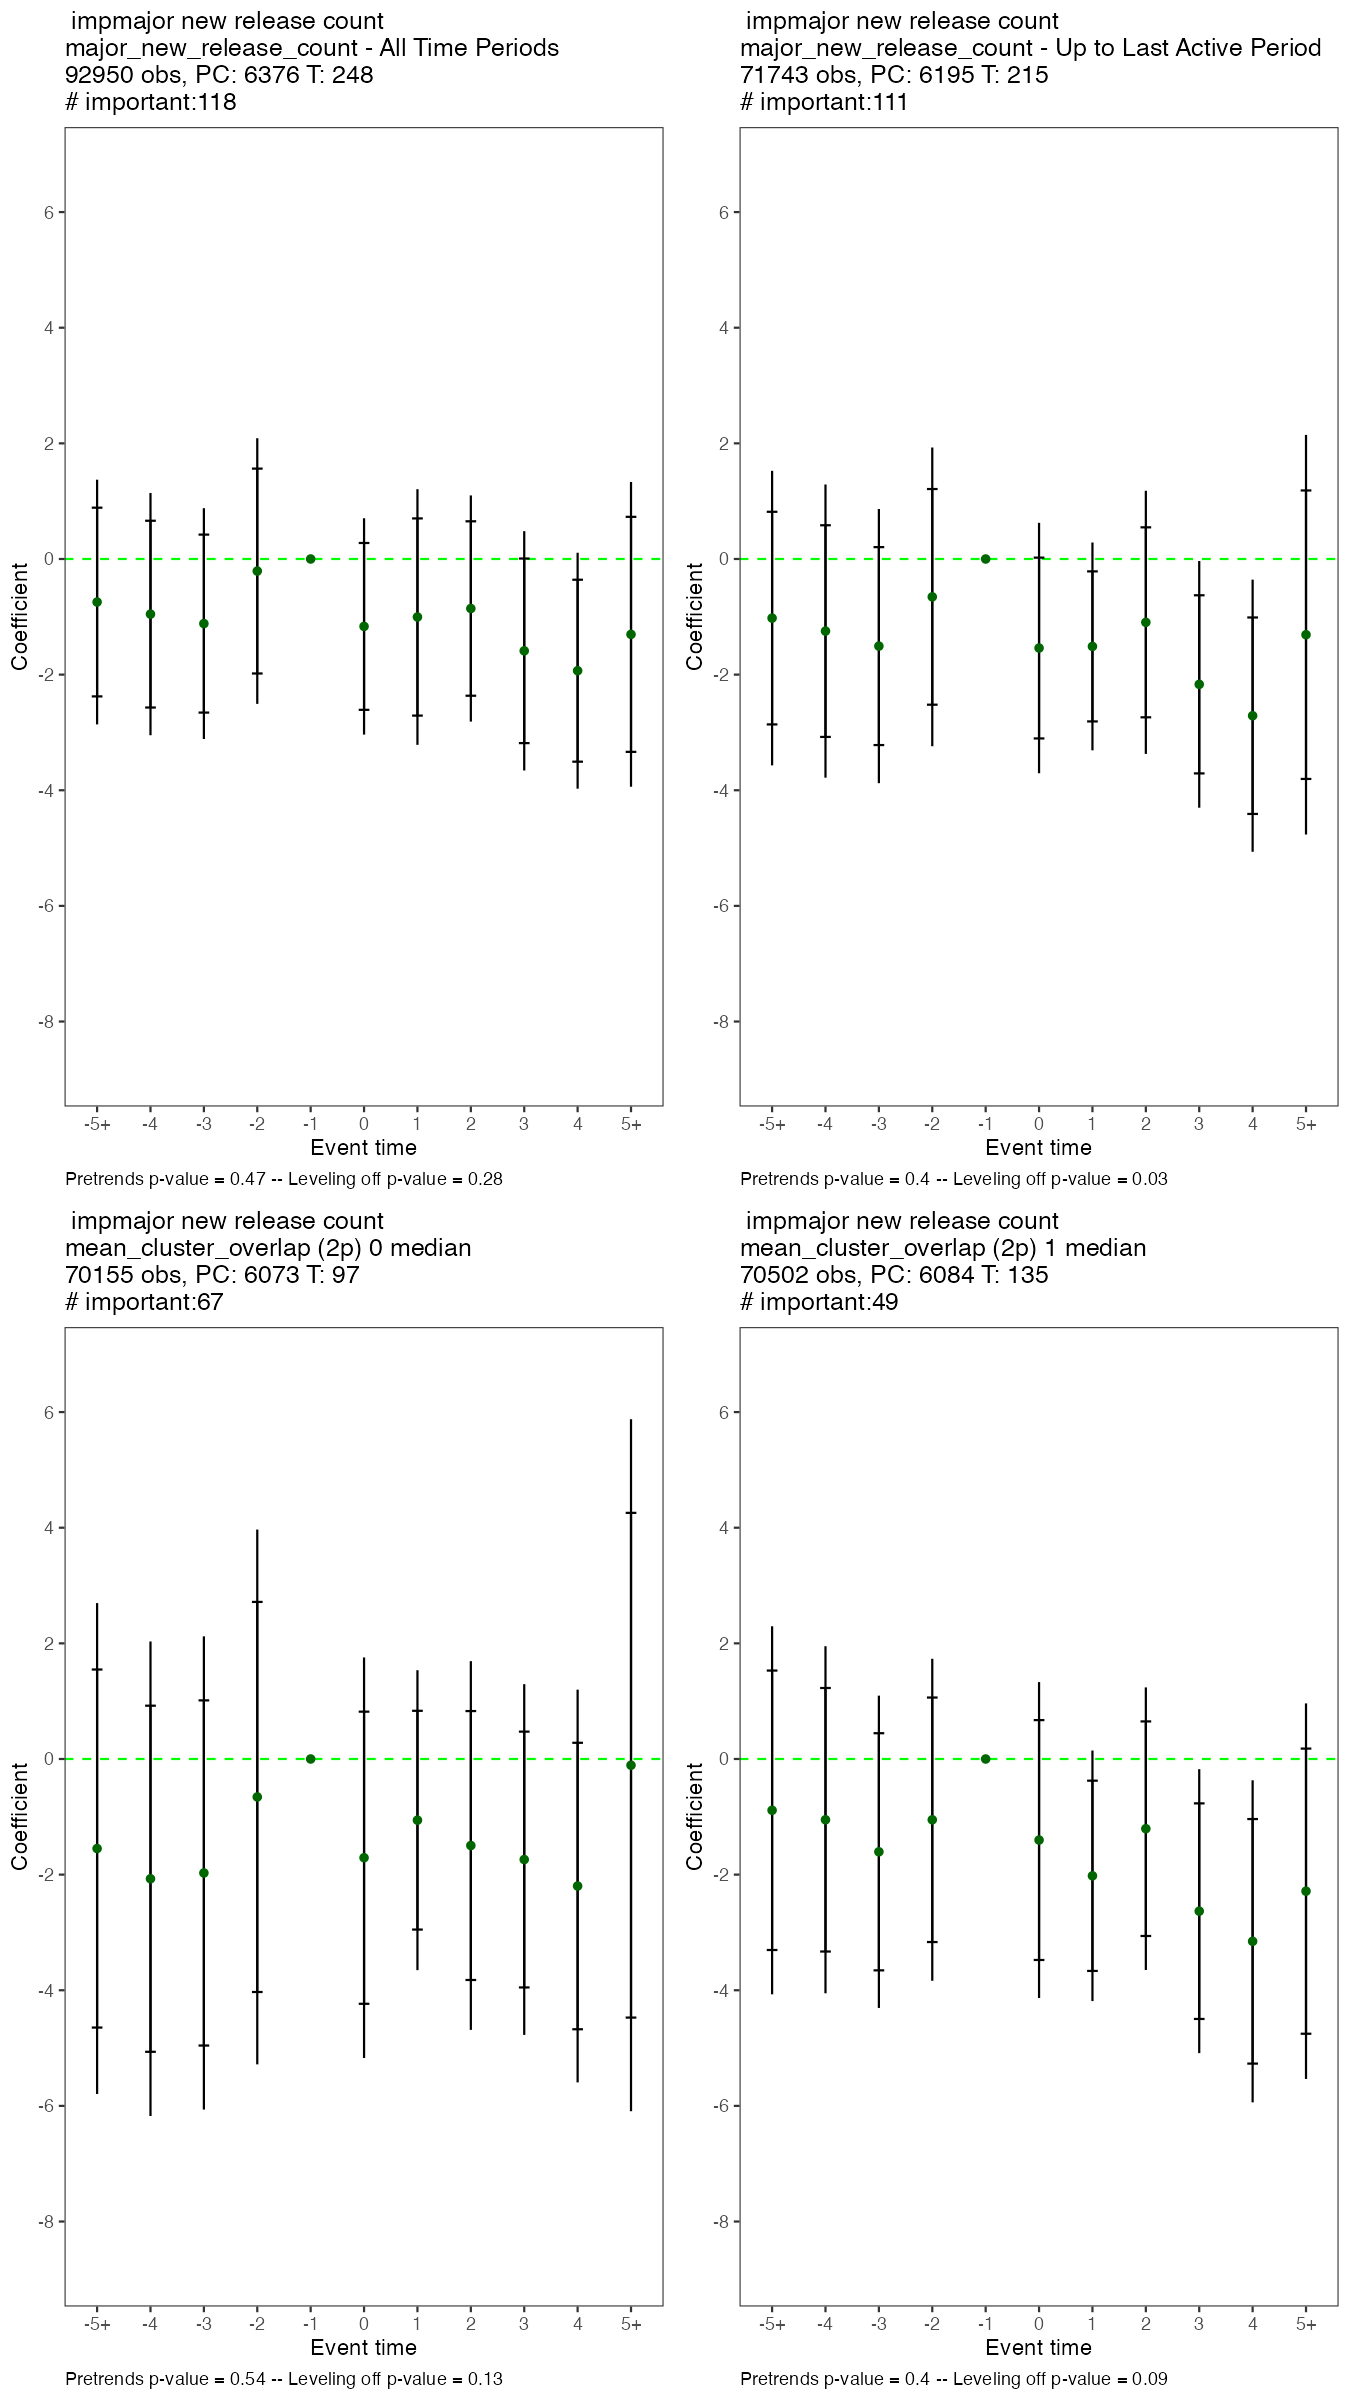 impmajor new release count
major_new_release_count - All Time Periods
92950 obs, PC: 6376 T: 248
# important:118
6
4
2
0
-2
-4
-6
-8
Coefficient
-5+ -4 -3 -2 -1 0 1 2 3 4 5+
Event time
Pretrends p-value = 0.47 -- Leveling off p-value = 0.28
impmajor new release count
major_new_release_count - Up to Last Active Period
71743 obs, PC: 6195 T: 215
# important:111
6
4
2
0
-2
-4
-6
-8
Coefficient
-5+ -4 -3 -2 -1 0 1 2 3 4 5+
Event time
Pretrends p-value = 0.4 -- Leveling off p-value = 0.03
impmajor new release count
mean_cluster_overlap (2p) 0 median
70155 obs, PC: 6073 T: 97
# important:67
6
4
2
0
-2
-4
-6
-8
Coefficient
-5+ -4 -3 -2 -1 0 1 2 3 4 5+
Event time
Pretrends p-value = 0.54 -- Leveling off p-value = 0.13
impmajor new release count
mean_cluster_overlap (2p) 1 median
70502 obs, PC: 6084 T: 135
# important:49
6
4
2
0
-2
-4
-6
-8
Coefficient
-5+ -4 -3 -2 -1 0 1 2 3 4 5+
Event time
Pretrends p-value = 0.4 -- Leveling off p-value = 0.09